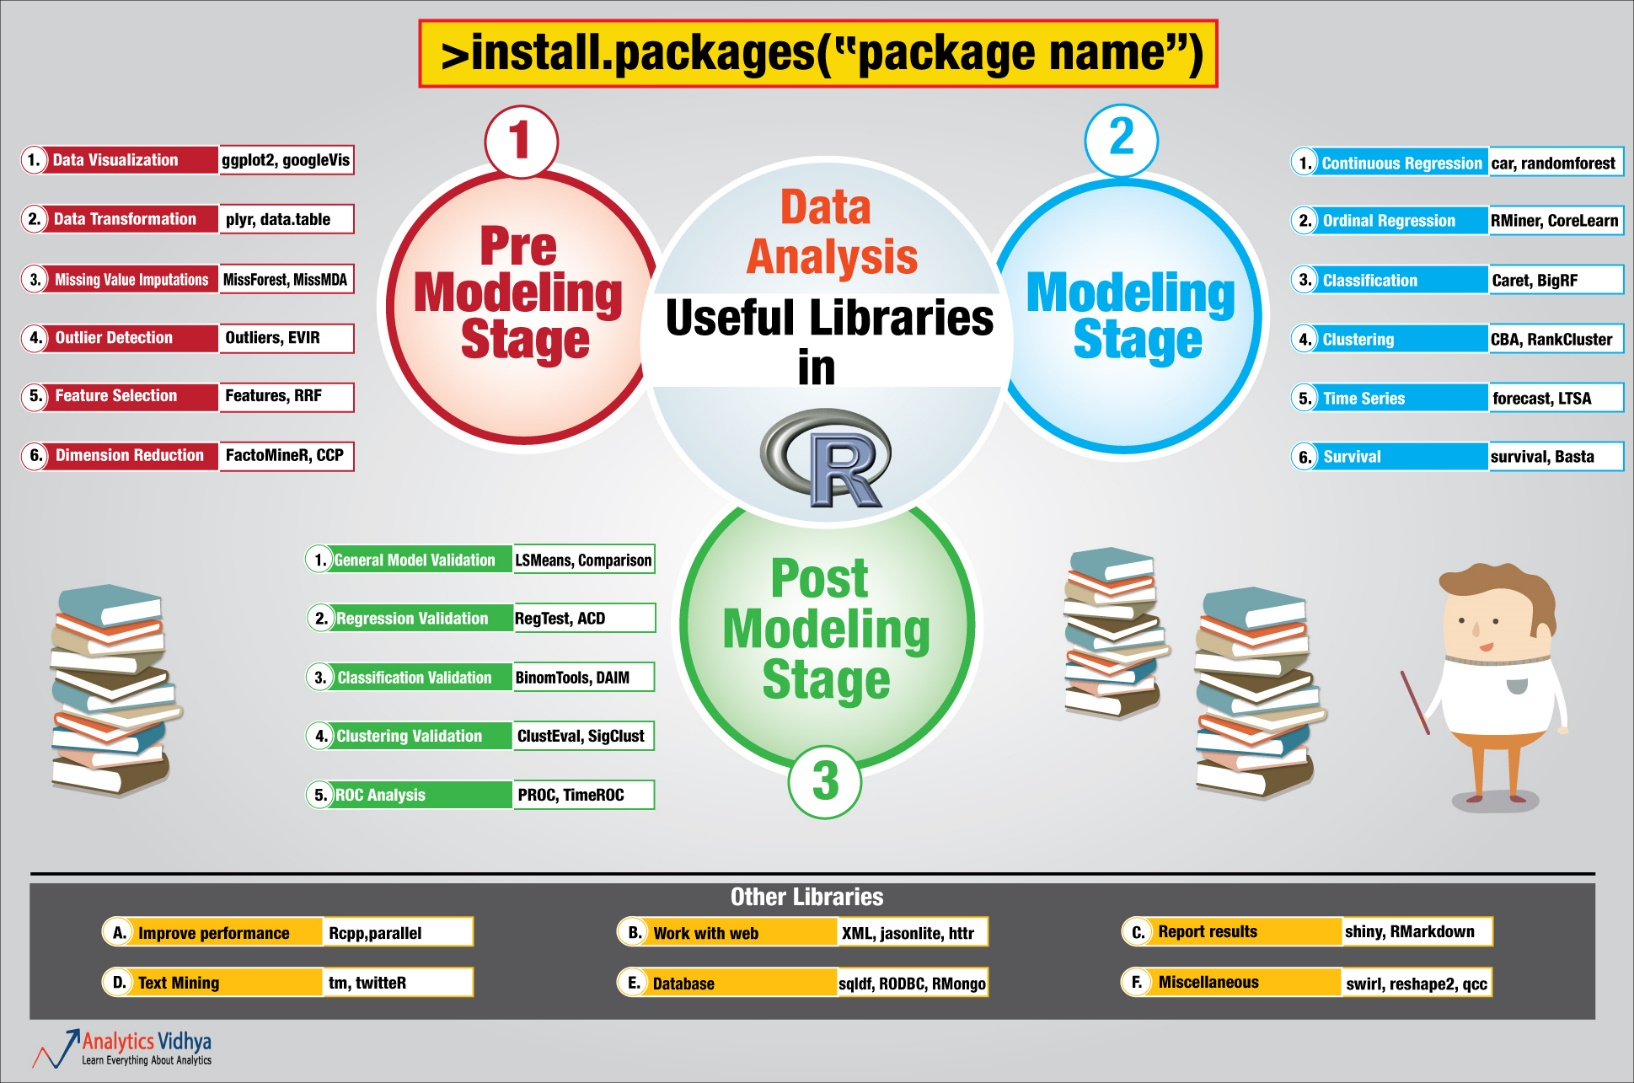 >install.packages("package name")
1
Pre
Modeling
Stage
1. Data Visualization ggplot2, googleVis
2. Data Transformation plyr, data.table
3. Missing Value Imputations MissForest, MissMDA
4. Outlier Detection Outliers, EVIR
5. Feature Selection Features, RRF
6. Dimension Reduction FactoMineR, CCP
Data
Analysis
Useful Libraries
in
R
2
Modeling
Stage
1. Continuous Regression car, randomforest
2. Ordinal Regression RMiner, CoreLearn
3. Classification Caret, BigRF
4. Clustering CBA, RankCluster
5. Time Series forecast, LTSA
6. Survival survival, Basta
Post
Modeling
Stage
3
1. General Model Validation LSMeans, Comparison
2. Regression Validation RegTest, ACD
3. Classification Validation BinomTools, DAIM
4. Clustering Validation ClustEval, SigClust
5. ROC Analysis PROC, TimeROC
Other Libraries
A. Improve performance Rcpp,parallel
B. Work with web XML, jasonlite, httr
C. Report results shiny, RMarkdown
D. Text Mining tm, twitteR
E. Database sqldf, RODBC, RMongo
F. Miscellaneous swirl, reshape2, qcc
Analytics Vidhya
Learn Everything About Analytics